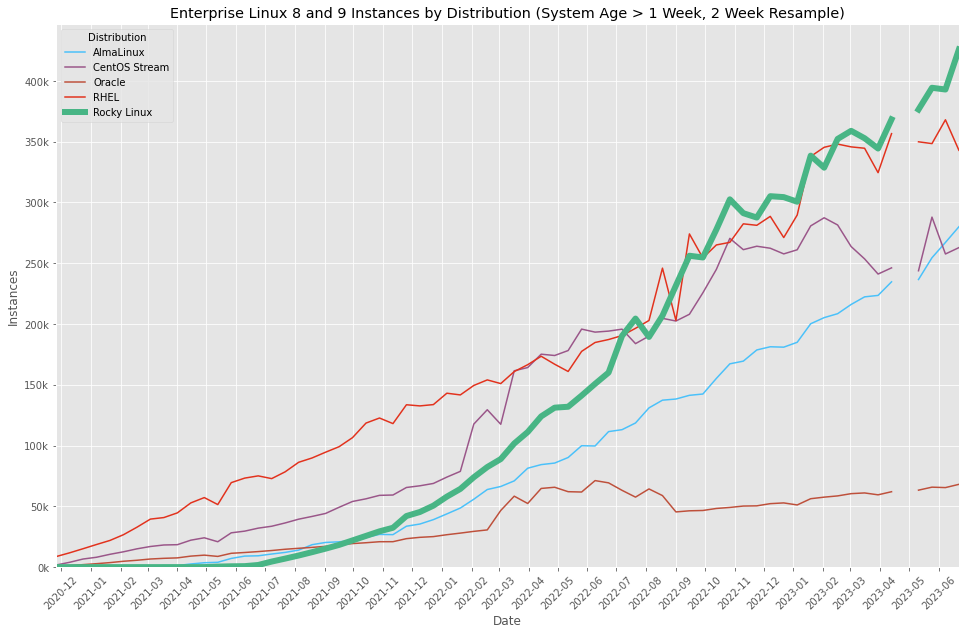 Enterprise Linux 8 and 9 Instances by Distribution (System Age > 1 Week, 2 Week Resample)
Distribution
AlmaLinux
CentOS Stream
Oracle
RHEL
Rocky Linux
400k
350k
300k
250k
200k
150k
100k
50k
0k
Instances
2020-12
2021-01
2021-02
2021-03
2021-04
2021-05
2021-06
2021-07
2021-08
2021-09
2021-10
2021-11
2021-12
2022-01
2022-02
2022-03
2022-04
2022-05
2022-06
2022-07
2022-08
2022-09
2022-10
2022-11
2022-12
2023-01
2023-02
2023-03
2023-04
2023-05
2023-06
Date